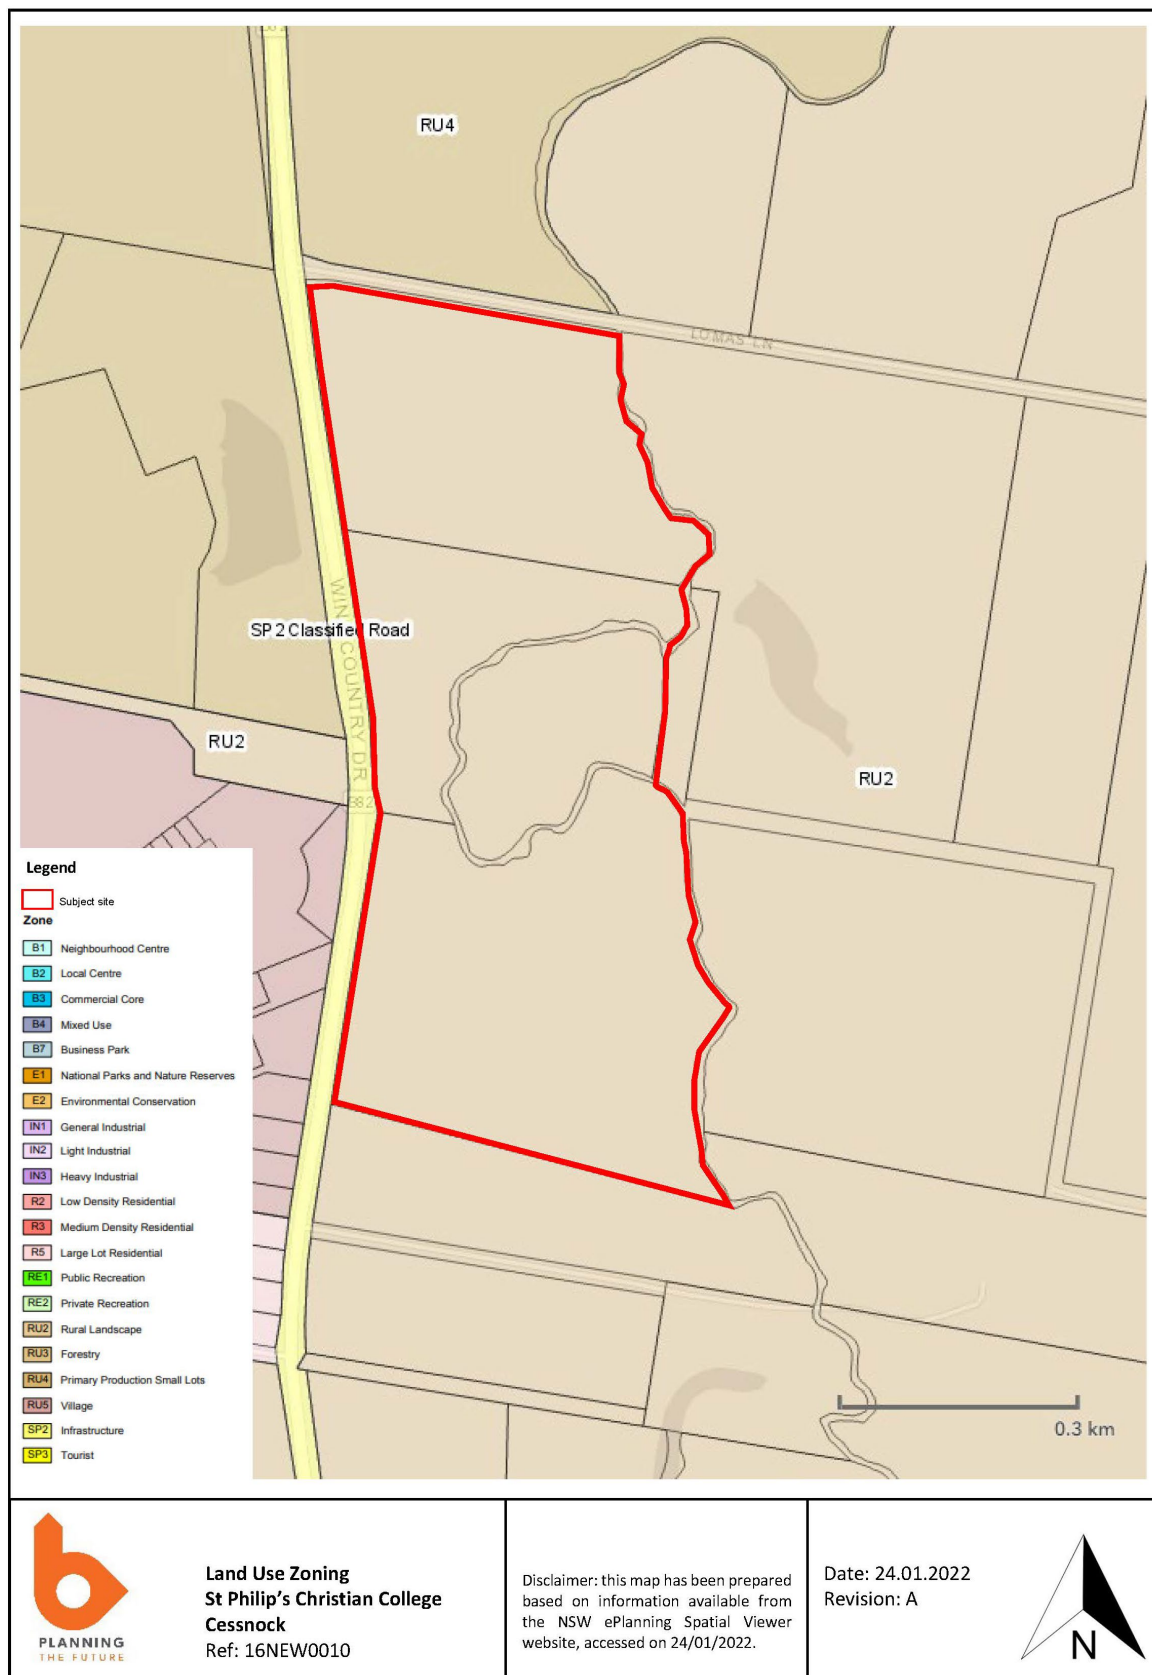 RU4
LOMAS LN
SP2 Classified Road
COUNTRY DR
RU2
B82
RU2
Legend
Subject site
Zone
B1 Neighbourhood Centre
B2 Local Centre
B3 Commercial Core
B4 Mixed Use
B7 Business Park
E1 National Parks and Nature Reserves
E2 Environmental Conservation
IN1 General Industrial
IN2 Light Industrial
IN3 Heavy Industrial
R2 Low Density Residential
R3 Medium Density Residential
R5 Large Lot Residential
RE1 Public Recreation
RE2 Private Recreation
RU2 Rural Landscape
RU3 Forestry
RU4 Primary Production Small Lots
RU5 Village
SP2 Infrastructure
SP3 Tourist
0.3 km
PLANNING
THE FUTURE
Land Use Zoning
St Philip's Christian College
Cessnock
Ref: 16NEW0010
Disclaimer: this map has been prepared
based on information available from
the NSW ePlanning Spatial Viewer
website, accessed on 24/01/2022.
Date: 24.01.2022
Revision: A
N